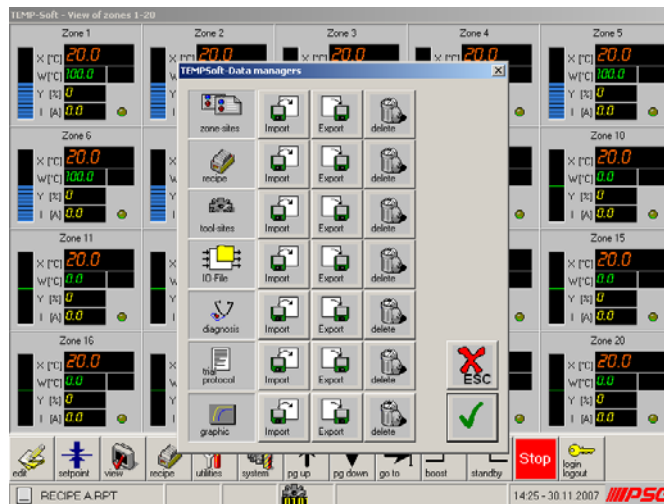 TEMP-Soft - View of zones 1-20
Zone 1
Zone 2
Zone 3
Zone 4
Zone 5
X [°C] 20.0
X [°C] 20.0
X [°C] 20.0
X [°C] 20.0
X [°C] 20.0
W[°C] 100.0
W[°C] 100.0
Y [%] 0
Y [%] 0
I [A] 0.0
I [A] 0.0
TEMPSoft-Data managers
zone-sites Import Export delete
recipe Import Export delete
tool-sites Import Export delete
IO-File Import Export delete
diagnosis Import Export delete
trial protocol Import Export delete
graphic Import Export delete
ESC
Zone 6
Zone 10
X [°C] 20.0
20.0
W[°C] 100.0
0.0
Y [%] 0
0
I [A] 0.0
0.0
Zone 11
Zone 15
X [°C] 20.0
X [°C] 20.0
W[°C] 0.0
W[°C] 0.0
Y [%] 0
Y [%] 0
I [A] 0.0
I [A] 0.0
Zone 16
Zone 20
X [°C] 20.0
X [°C] 20.0
W[°C] 0.0
W[°C] 0.0
Y [%] 0
Y [%] 0
I [A] 0.0
I [A] 0.0
edit setpoint view recipe utilities system pg up pg down go to boost standby Stop login logout
RECIPE A.RPT
010
14:25 - 30.11.2007
PSG